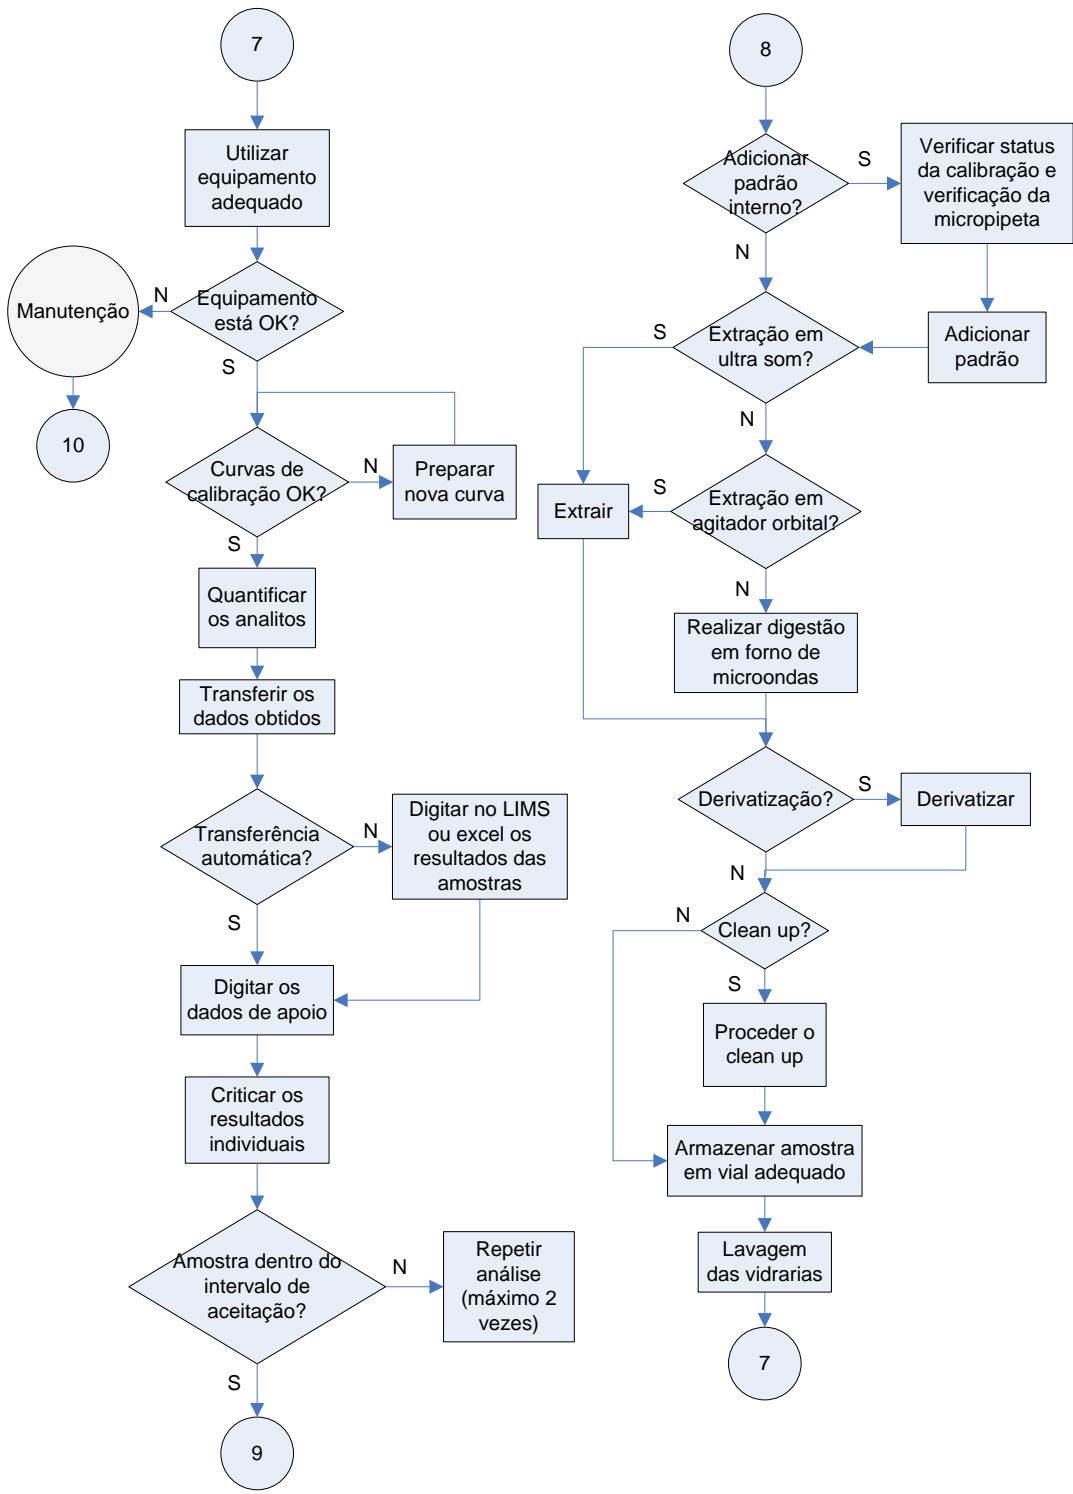 7
Utilizar
equipamento
adequado
Manutenção
N
Equipamento
está OK?
S
10
Curvas de
calibração OK?
N
Preparar
nova curva
S
Quantificar
os analitos
Transferir os
dados obtidos
Transferência
automática?
N
Digitar no LIMS
ou excel os
resultados das
amostras
S
Digitar os
dados de apoio
Criticar os
resultados
individuais
Amostra dentro do
intervalo de
aceitação?
N
Repetir
análise
(máximo 2
vezes)
S
9
8
Adicionar
padrão
interno?
S
Verificar status
da calibração e
verificação da
micropipeta
N
Adicionar
padrão
S
Extração em
ultra som?
N
Extrair
S
Extração em
agitador orbital?
N
Realizar digestão
em forno de
microondas
Derivatização?
S
Derivatizar
N
N
Clean up?
S
Proceder o
clean up
Armazenar amostra
em vial adequado
Lavagem
das vidrarias
7